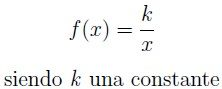 f(x) = k/x
siendo k una constante